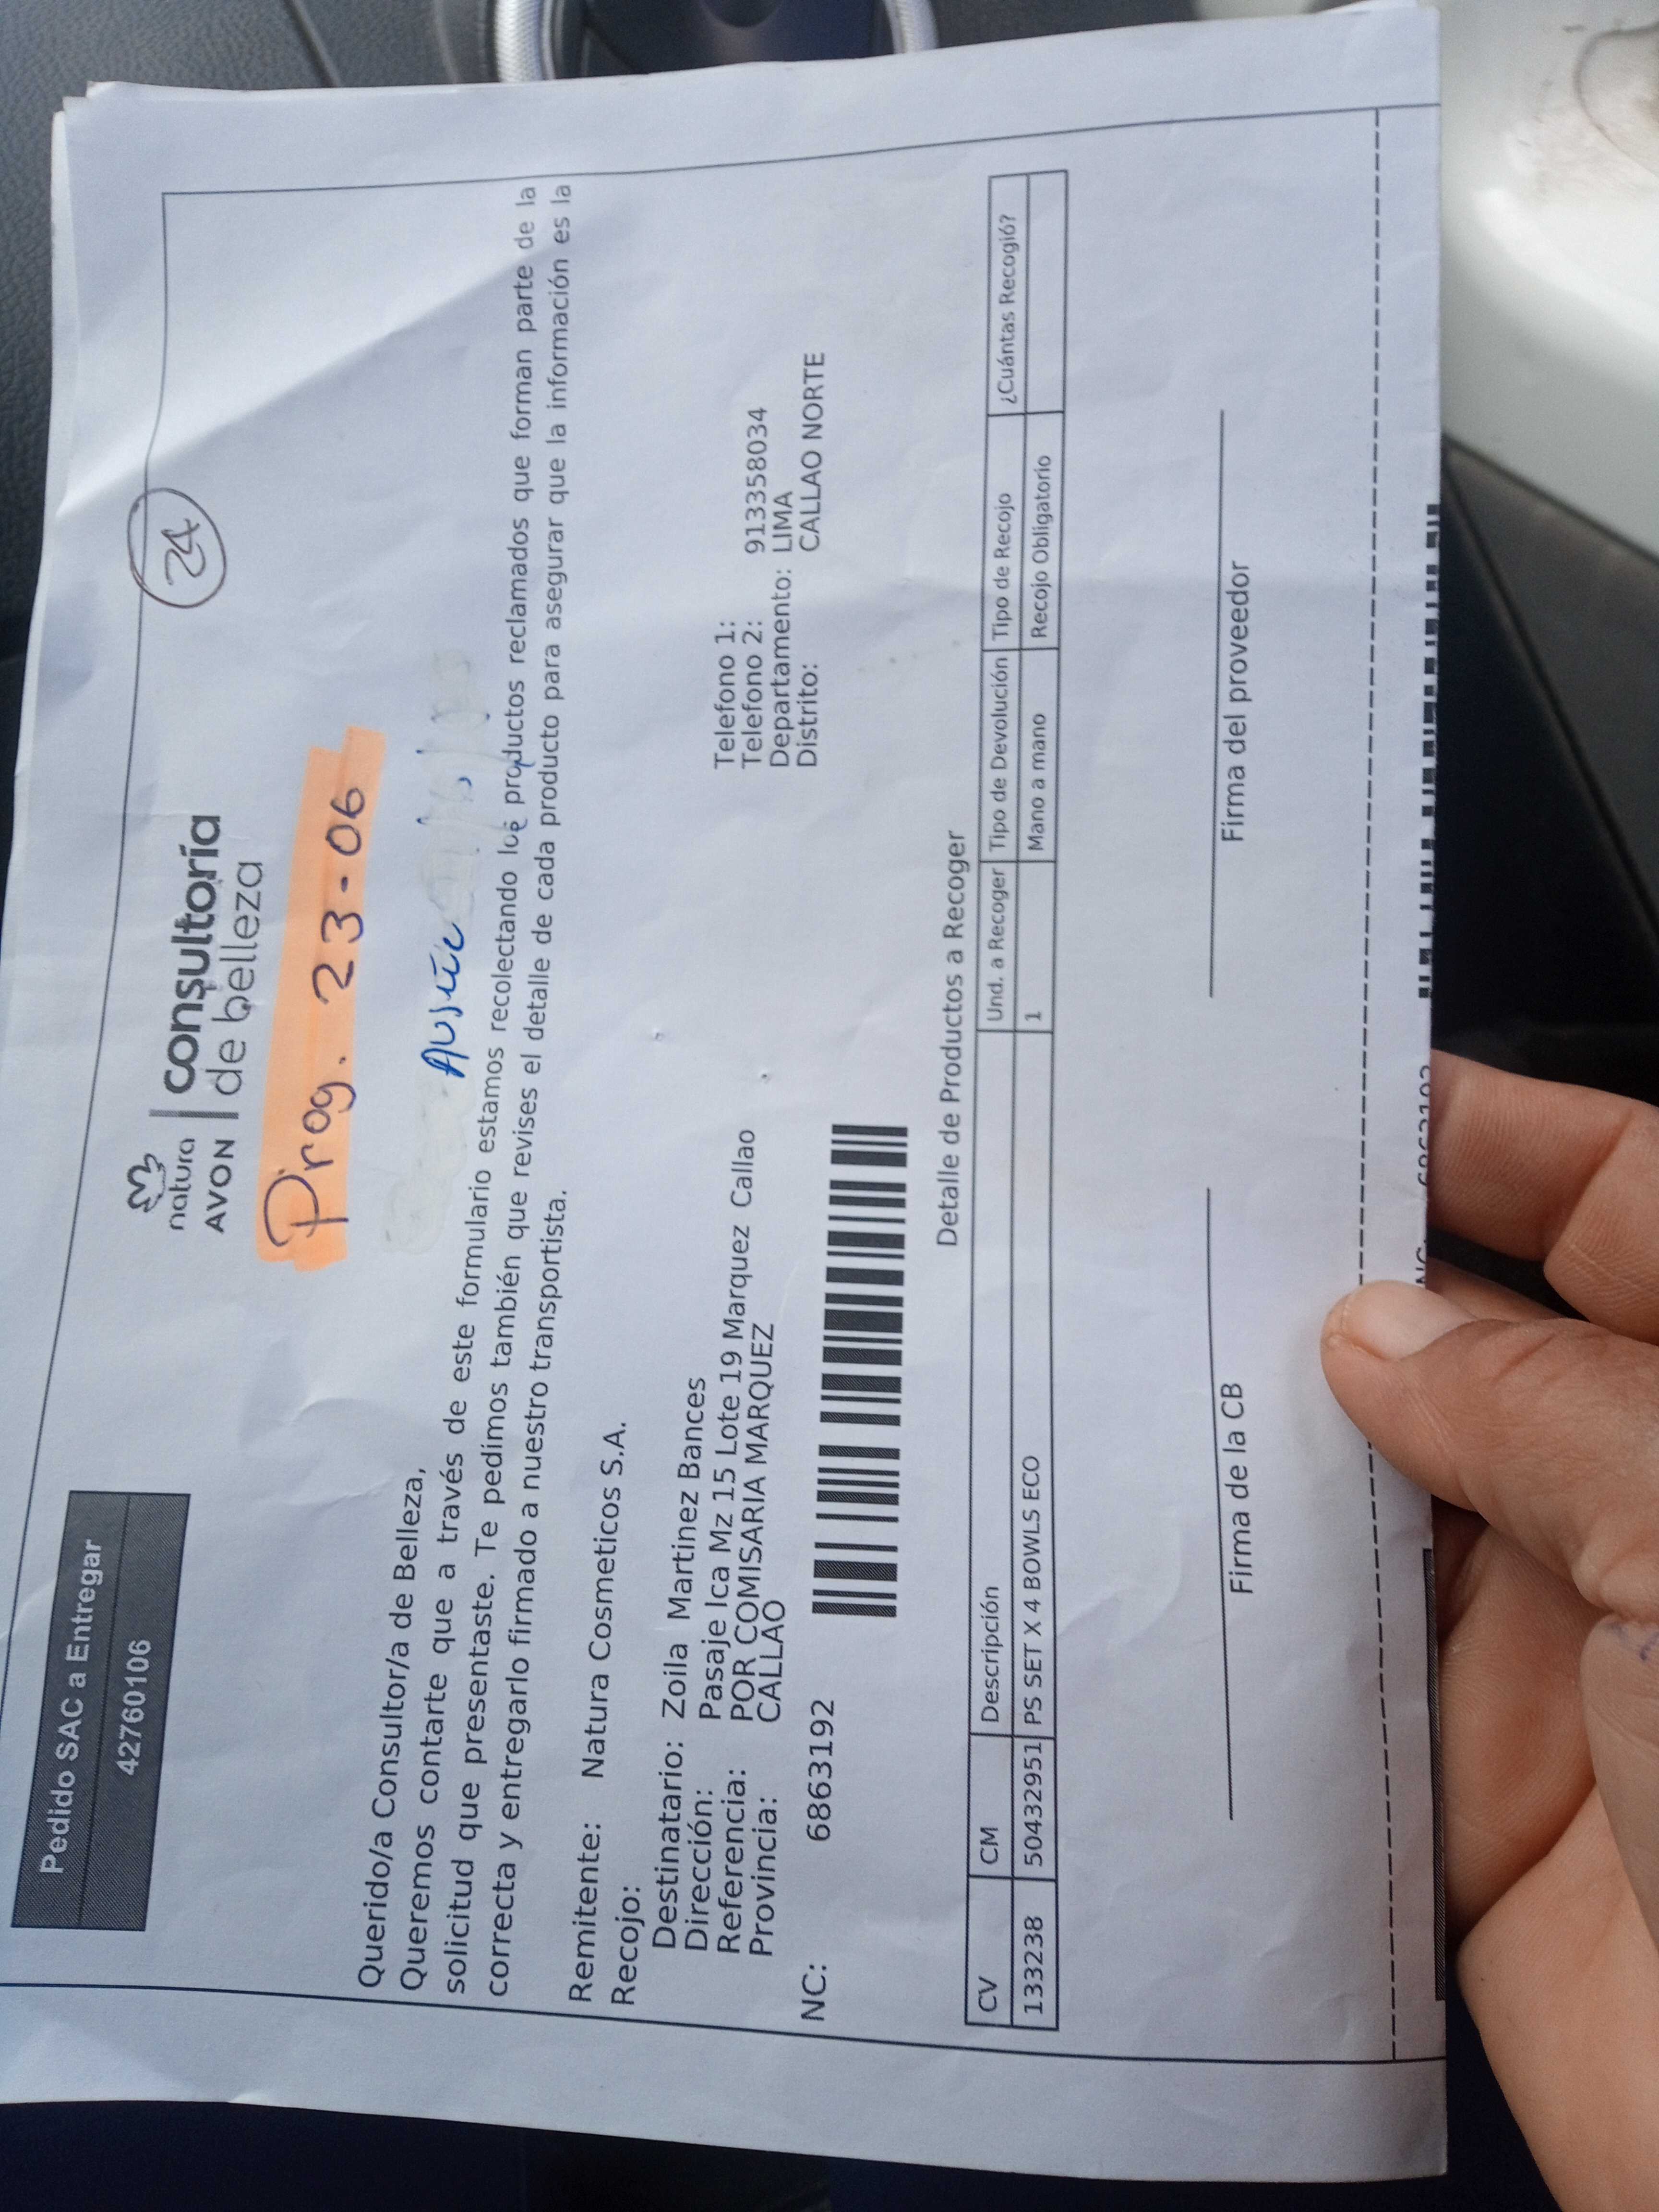 Pedido SAC a Entregar
42760106
natura
AVON
consultoría
de belleza
24
Prog. 23-06
Querido/a Consultor/a de Belleza,
Queremos contarte que a través de este formulario estamos recolectando los productos reclamados que forman parte de la
solicitud que presentaste. Te pedimos también que revises el detalle de cada producto para asegurar que la información es la
correcta y entregarlo firmado a nuestro transportista.
Remitente: Natura Cosmeticos S.A.
Recojo:
Destinatario: Zoila Martinez Bances
Dirección: Pasaje Ica Mz 15 Lote 19 Marquez Callao
Referencia: POR COMISARIA MARQUEZ
Provincia: CALLAO
Telefono 1:
Telefono 2: 913358034
Departamento: LIMA
Distrito: CALLAO NORTE
NC: 6863192
Detalle de Productos a Recoger
CV CM Descripción Und. a Recoger Tipo de Devolución Tipo de Recojo ¿Cuántas Recogió?
133238 50432951 PS SET X 4 BOWLS ECO 1 Mano a mano Recojo Obligatorio
Firma de la CB
Firma del proveedor